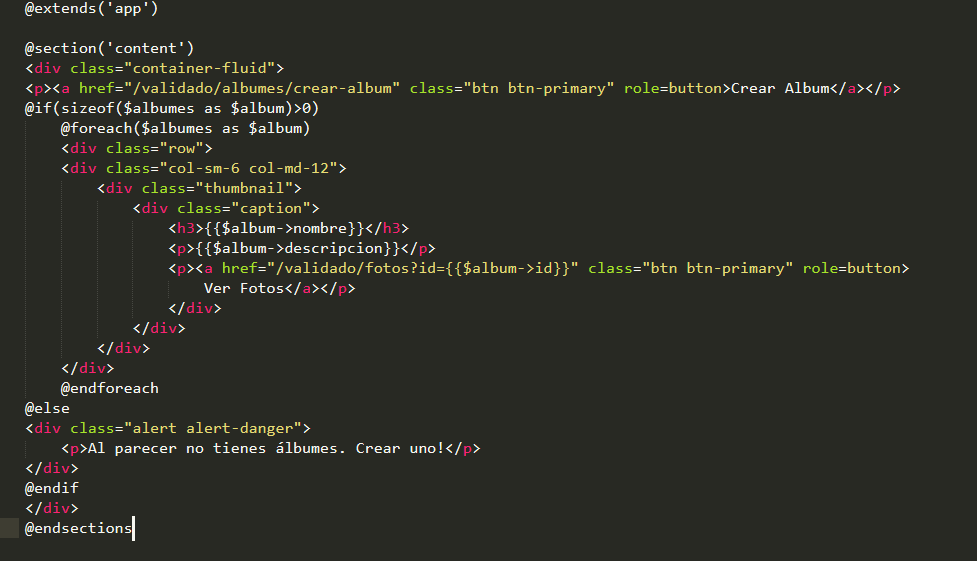 @extends('app')

@section('content')
<div class="container-fluid">
<p><a href="/validado/albumes/crear-album" class="btn btn-primary" role=button>Crear Album</a></p>
@if(sizeof($albumes as $album)>0)
    @foreach($albumes as $album)
    <div class="row">
    <div class="col-sm-6 col-md-12">
        <div class="thumbnail">
            <div class="caption">
                <h3>{{$album->nombre}}</h3>
                <p>{{$album->descripcion}}</p>
                <p><a href="/validado/fotos?id={{$album->id}}" class="btn btn-primary" role=button>
                    Ver Fotos</a></p>
                </div>
            </div>
        </div>
    </div>
    @endforeach
@else
<div class="alert alert-danger">
    <p>Al parecer no tienes álbumes. Crear uno!</p>
</div>
@endif
</div>
@endsections